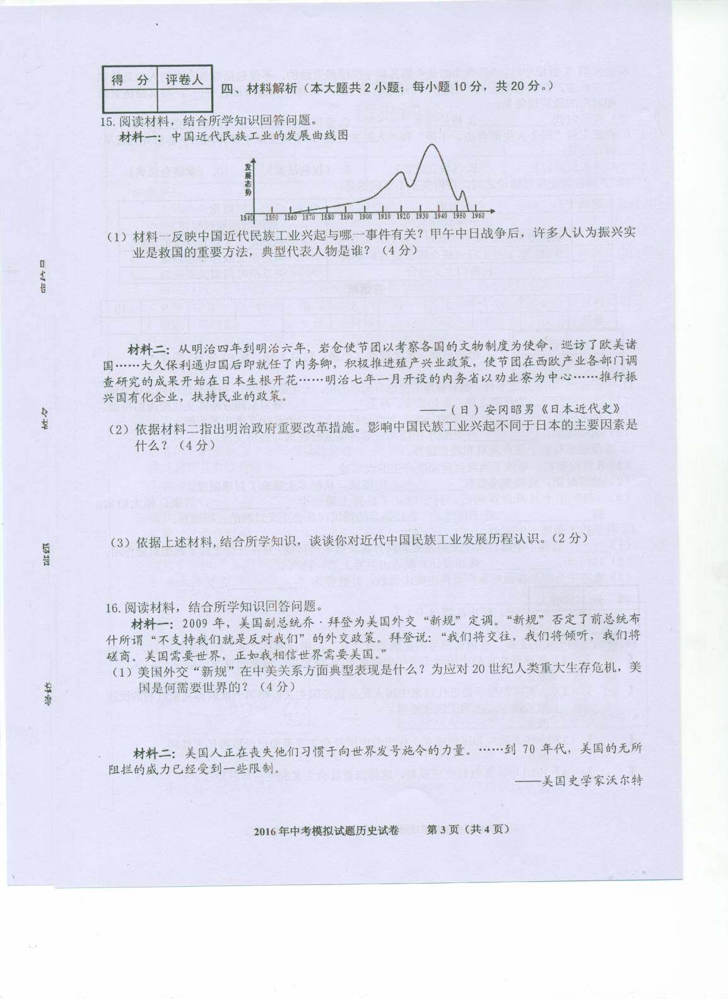 得 分 评卷人
四、材料解析（本大题共2小题；每小题10分，共20分。）
15.阅读材料，结合所学知识回答问题。
材料一：中国近代民族工业的发展曲线图
发展态势
1840 1850 1860 1870 1880 1890 1900 1910 1920 1930 1940 1950 1960
（1）材料一反映中国近代民族工业兴起与哪一事件有关？甲午中日战争后，许多人认为振兴实
业是救国的重要方法，典型代表人物是谁？（4分）
材料二：从明治四年到明治六年，岩仓使节团以考察各国的文物制度为使命，巡访了欧美诸
国……大久保利通归国后即就任了内务卿，积极推进殖产兴业政策，使节团在西欧产业各部门调
查研究的成果开始在日本生根开花……明治七年一月开设的内务省以劝业寮为中心……推行振
兴国有化企业，扶持民业的政策。
——（日）安冈昭男《日本近代史》
（2）依据材料二指出明治政府重要改革措施。影响中国民族工业兴起不同于日本的主要因素是
什么？（4分）
（3）依据上述材料,结合所学知识，谈谈你对近代中国民族工业发展历程认识。（2分）
16.阅读材料，结合所学知识回答问题。
材料一：2009年，美国副总统乔·拜登为美国外交“新规”定调。“新规”否定了前总统布
什所谓“不支持我们就是反对我们”的外交政策。拜登说：“我们将交往，我们将倾听，我们将
磋商。美国需要世界，正如我相信世界需要美国。”
（1）美国外交“新规”在中美关系方面典型表现是什么？为应对20世纪人类重大生存危机，美
国是何需要世界的？（4分）
材料二：美国人正在丧失他们习惯于向世界发号施令的力量。……到70年代，美国的无所
阻拦的威力已经受到一些限制。
——美国史学家沃尔特
2016年中考模拟试题历史试卷 第3页（共4页）
姓名
班级
学校